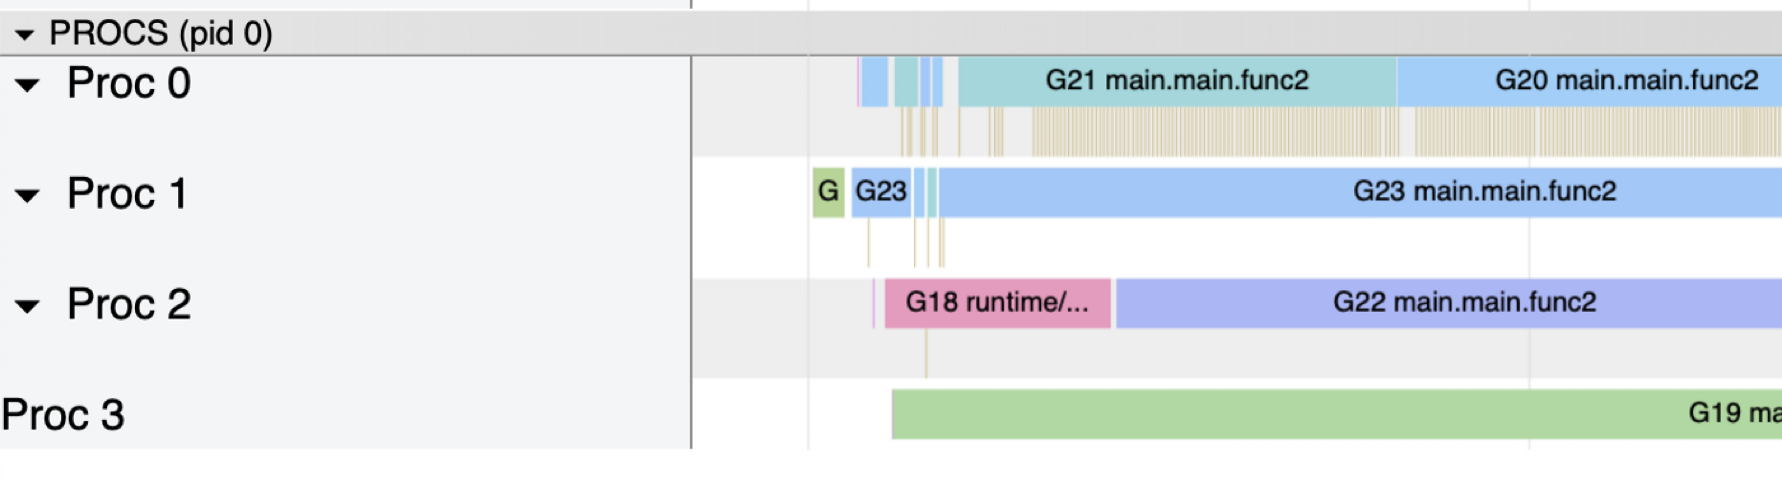 PROCS (pid 0)
Proc 0
G21 main.main.func2
G20 main.main.func2
Proc 1
G
G23
G23 main.main.func2
Proc 2
G18 runtime/...
G22 main.main.func2
Proc 3
G19 ma